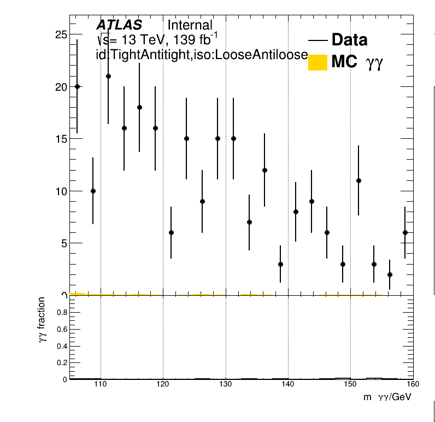 ATLAS Internal
√s= 13 TeV, 139 fb⁻¹
id:TightAntitight,iso:LooseAntiloose
Data
MC γγ
25
20
15
10
5
0
γγ fraction
0.8
0.6
0.4
0.2
0
110 120 130 140 150 160
m γγ/GeV